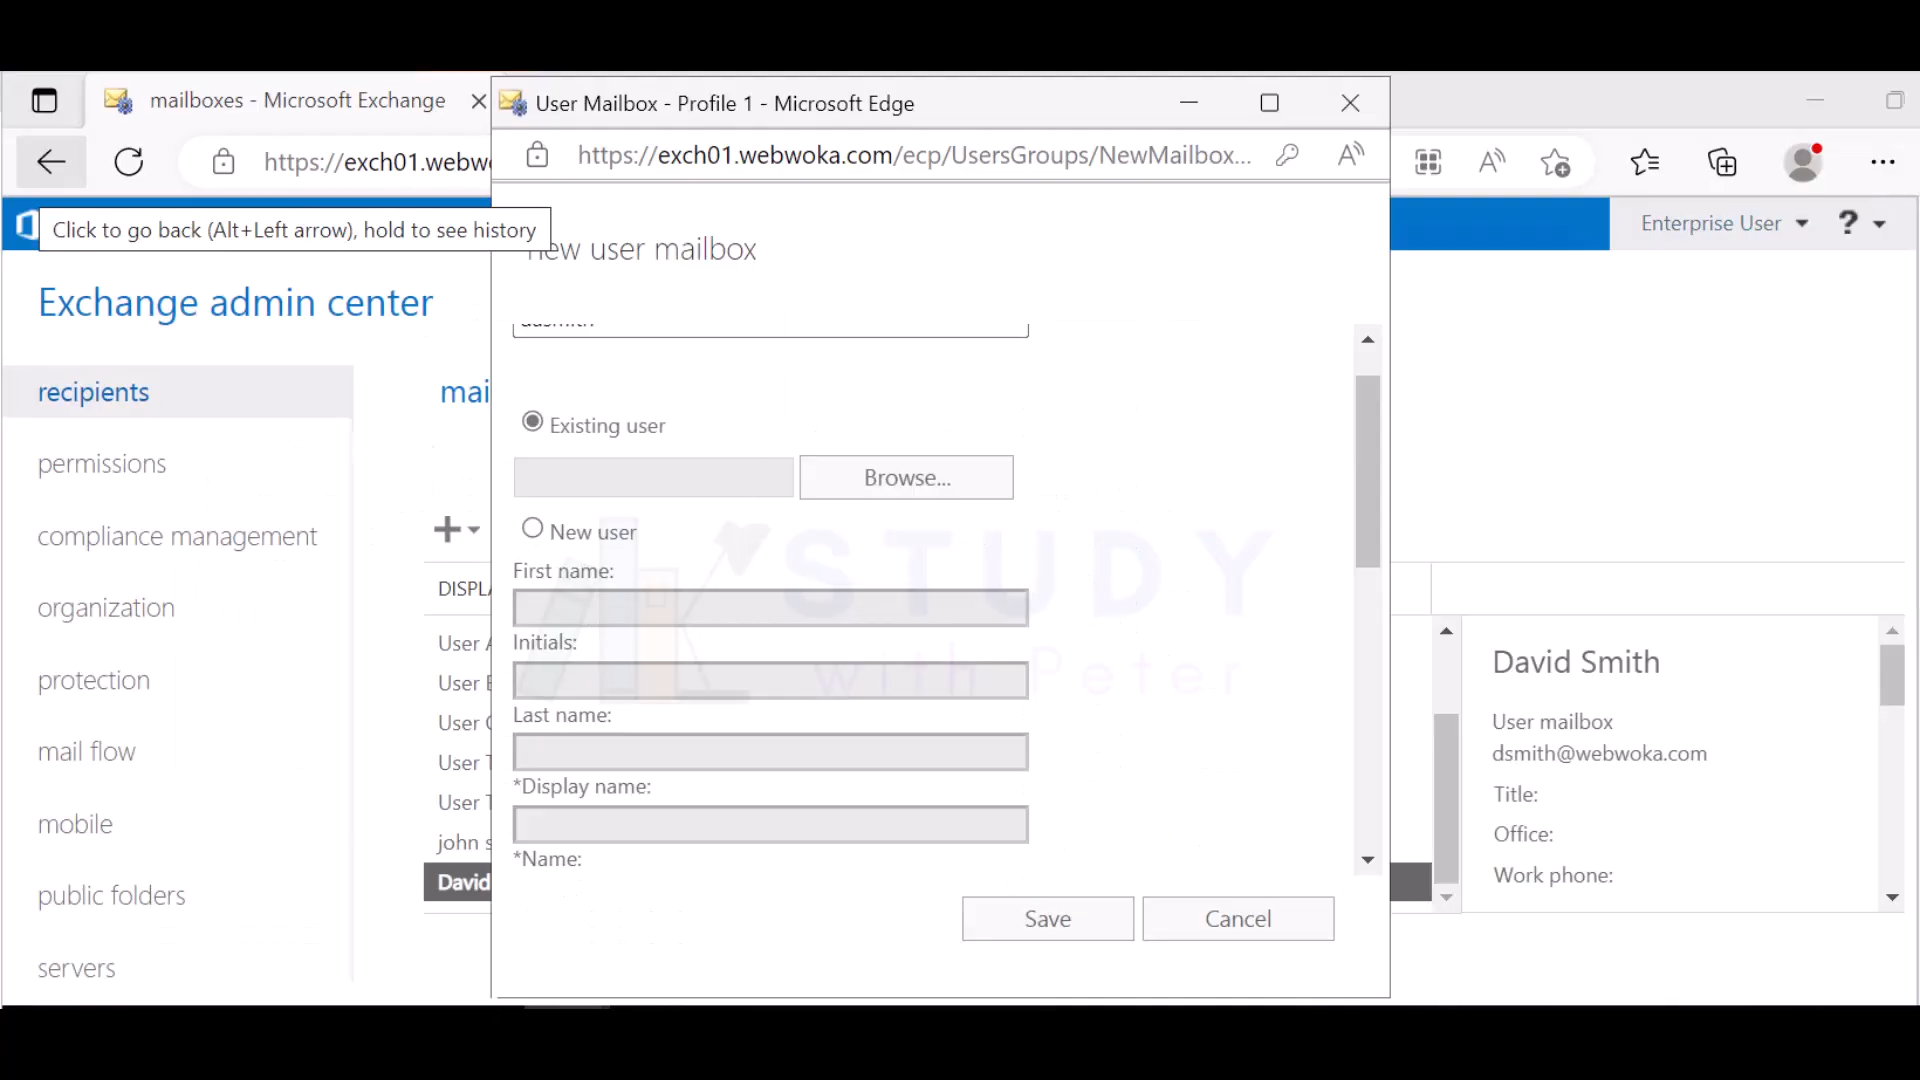 mailboxes - Microsoft Exchange
User Mailbox - Profile 1 - Microsoft Edge
https://exch01.webwo
https://exch01.webwoka.com/ecp/UsersGroups/NewMailbox...
Click to go back (Alt+Left arrow), hold to see history
Enterprise User
?
new user mailbox
Exchange admin center
recipients
permissions
compliance management
organization
protection
mail flow
mobile
public folders
servers
mai
DISPLA
User A
User
User
User T
User T
john s
David
Existing user
Browse...
New user
First name:
Initials:
Last name:
*Display name:
*Name:
Save
Cancel
STUDY
with Peter
David Smith
User mailbox
dsmith@webwoka.com
Title:
Office:
Work phone: